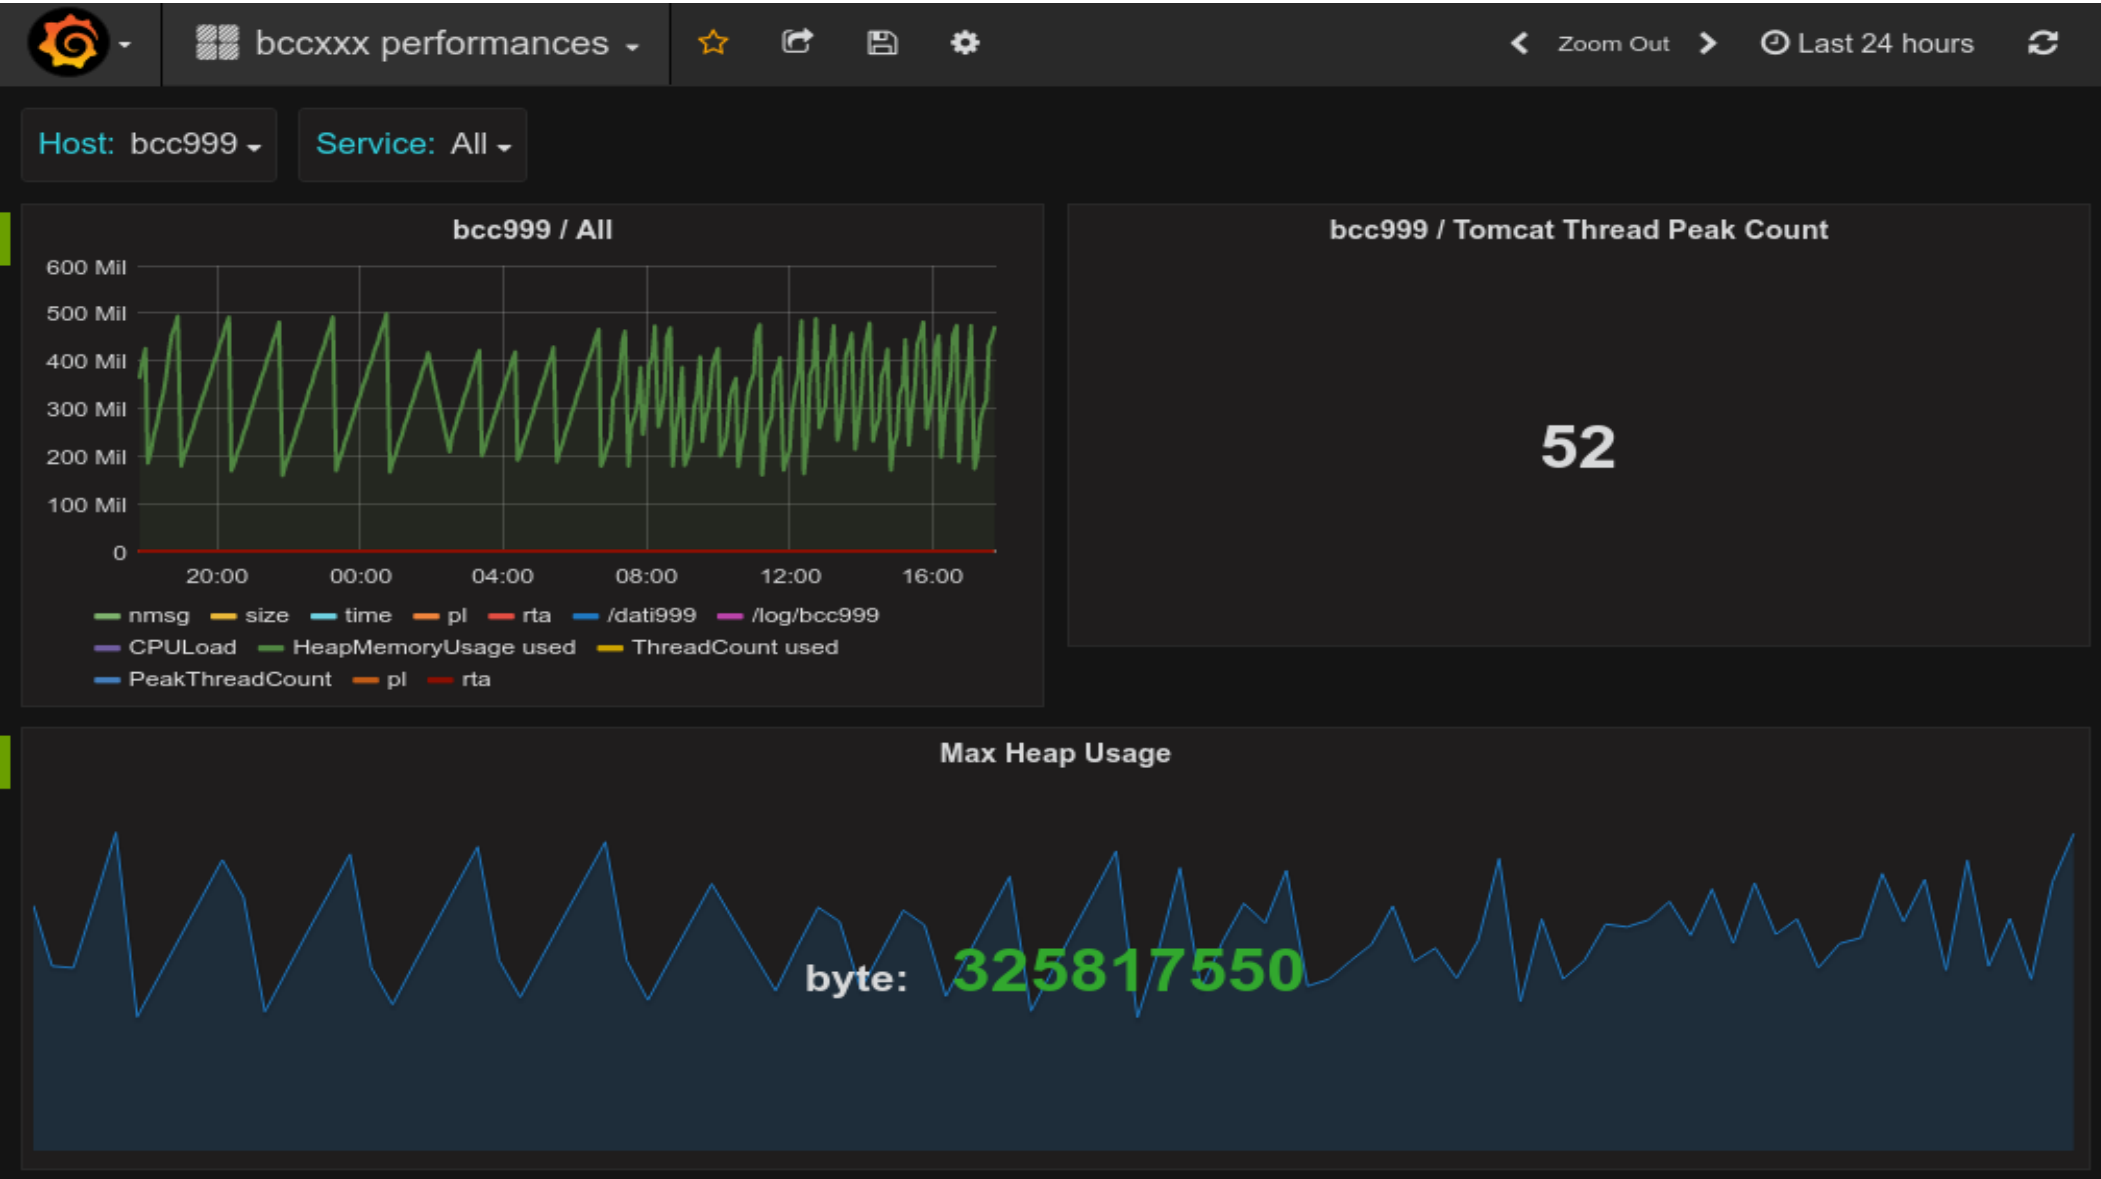 bccxxx performances
Zoom Out
Last 24 hours
Host: bcc999
Service: All
bcc999 / All
600 Mil
500 Mil
400 Mil
300 Mil
200 Mil
100 Mil
0
20:00 00:00 04:00 08:00 12:00 16:00
nmsg size time pl rta /dati999 /log/bcc999
CPULoad HeapMemoryUsage used ThreadCount used
PeakThreadCount pl rta
bcc999 / Tomcat Thread Peak Count
52
Max Heap Usage
byte: 325817550